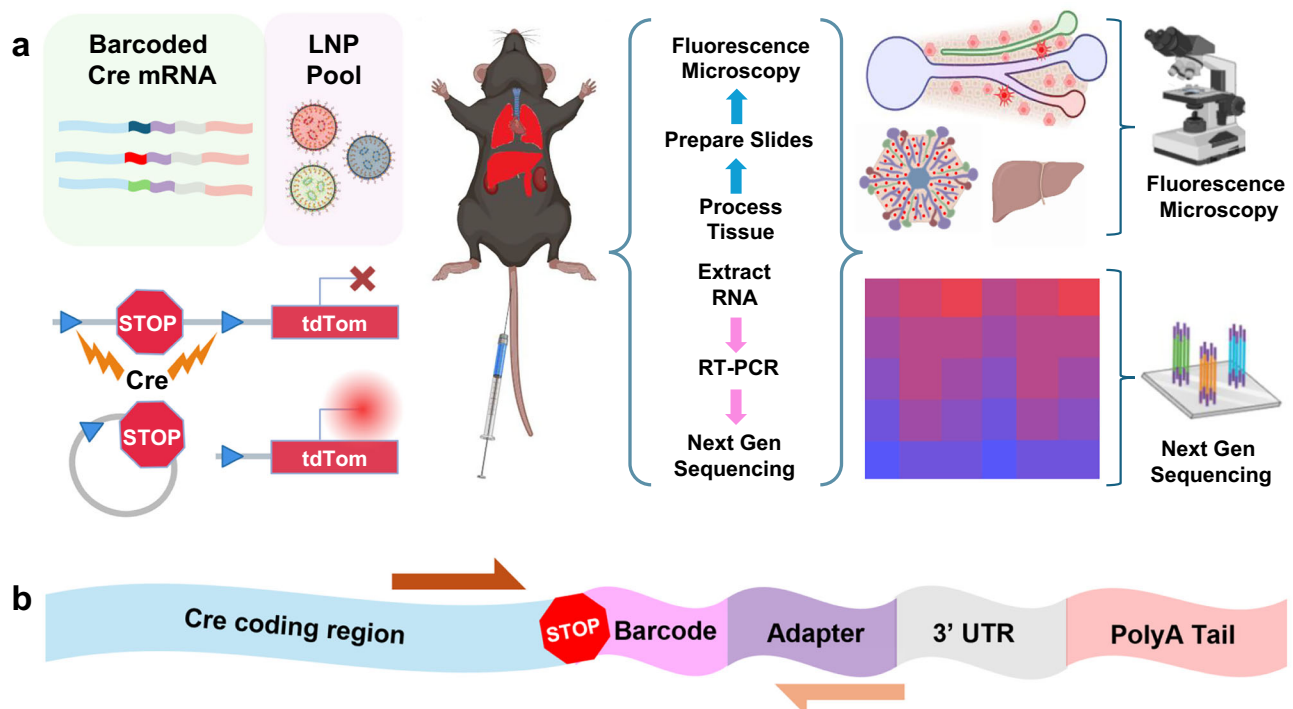 a
Barcoded
Cre mRNA
LNP
Pool
STOP
tdTom
Cre
STOP
tdTom
Fluorescence
Microscopy
Prepare Slides
Process
Tissue
Extract
RNA
RT-PCR
Next Gen
Sequencing
Fluorescence
Microscopy
Next Gen
Sequencing
b
Cre coding region
STOP
Barcode
Adapter
3’ UTR
PolyA Tail